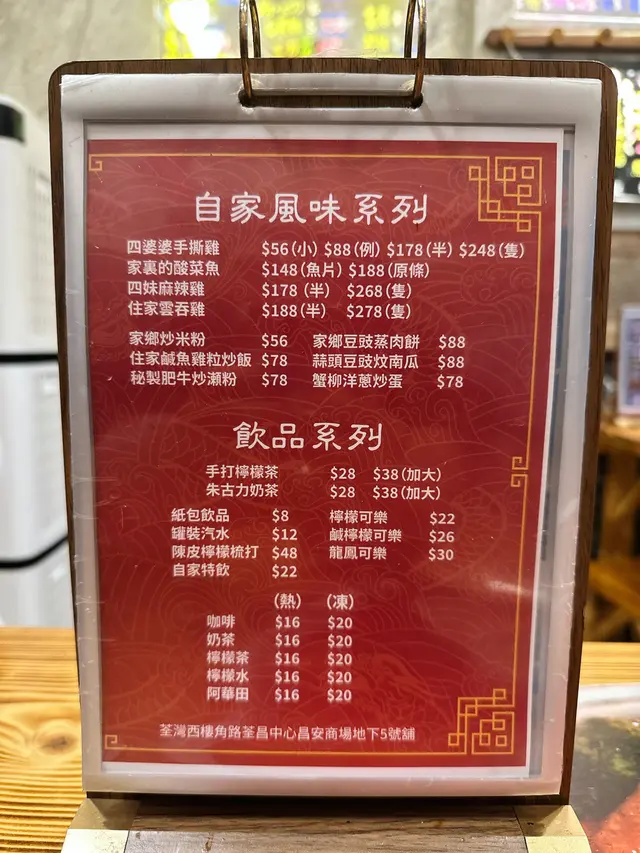 自家風味系列
四婆婆手撕雞 $56(小) $88(例) $178(半) $248(隻)
家裏的酸菜魚 $148(魚片) $188(原條)
四妹麻辣雞 $178 (半) $268(隻)
住家雲吞雞 $188(半) $278(隻)
家鄉炒米粉 $56 家鄉豆豉蒸肉餅 $88
住家鹹魚雞粒炒飯 $78 蒜頭豆豉炆南瓜 $88
秘製肥牛炒瀨粉 $78 蟹柳洋蔥炒蛋 $78
飲品系列
手打檸檬茶 $28 $38(加大)
朱古力奶茶 $28 $38(加大)
紙包飲品 $8 檸檬可樂 $22
罐裝汽水 $12 鹹檸檬可樂 $26
陳皮檸檬梳打 $48 龍鳳可樂 $30
自家特飲 $22
(熱) (凍)
咖啡 $16 $20
奶茶 $16 $20
檸檬茶 $16 $20
檸檬水 $16 $20
阿華田 $16 $20
荃灣西樓角路荃昌中心昌安商場地下5號舖